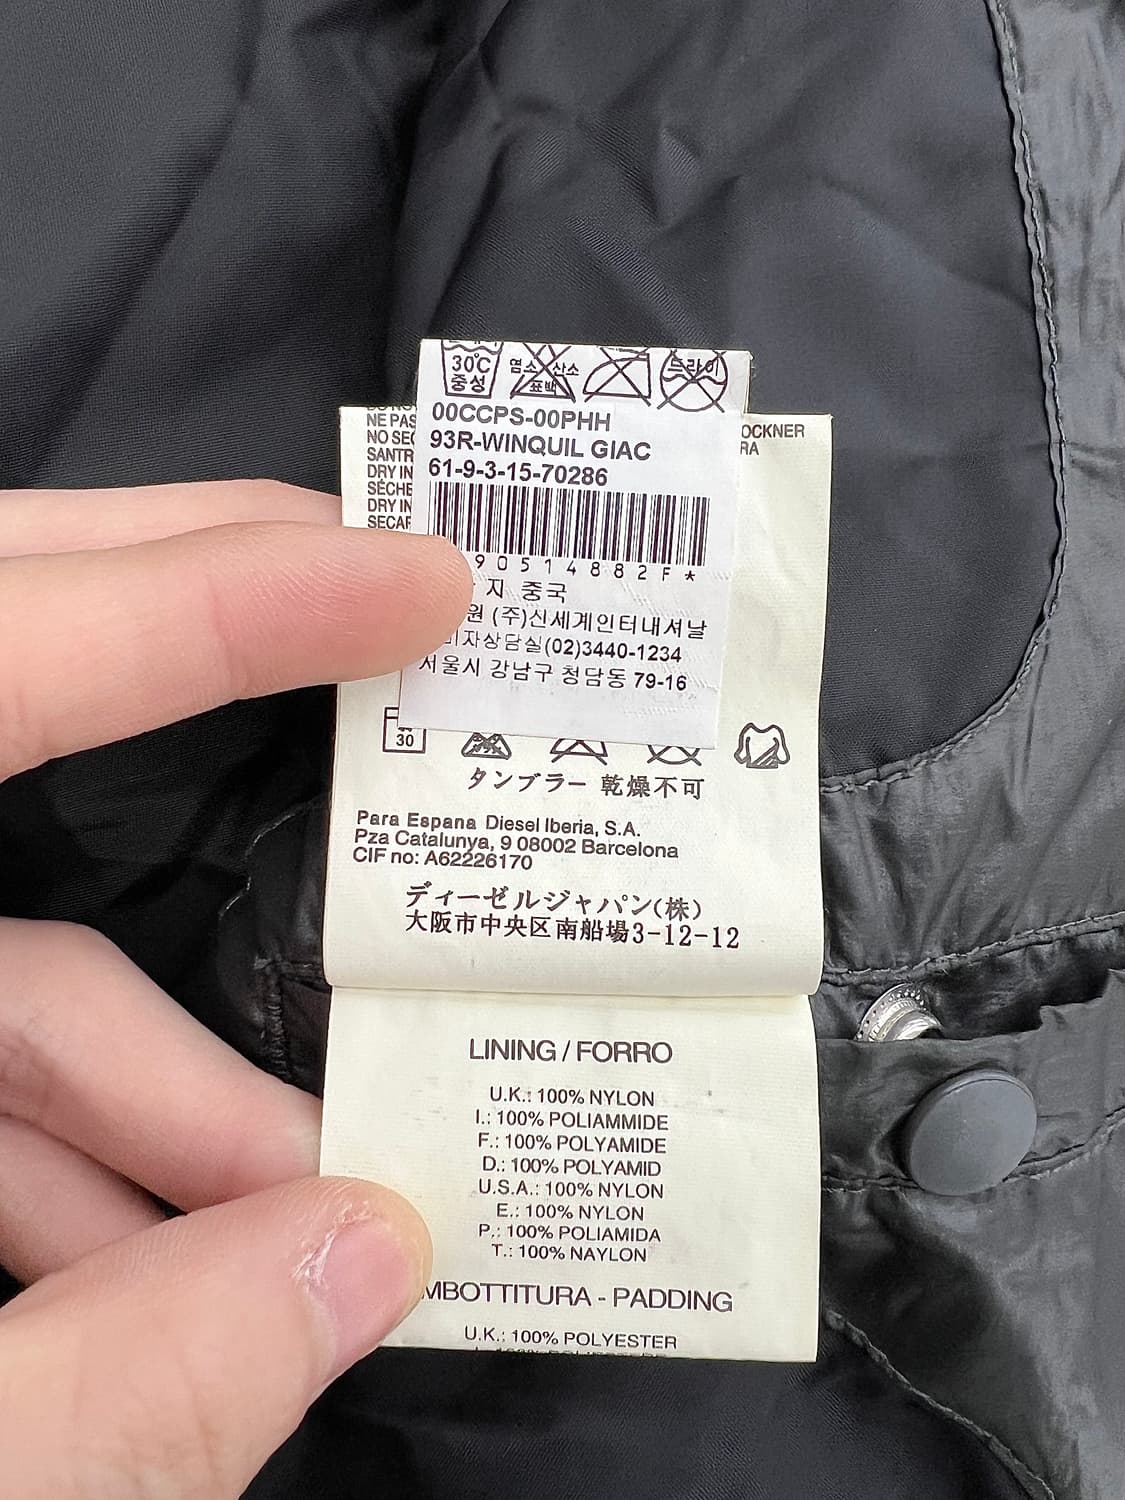 30℃
중성
염소 산소
표백
드라이
00CCPS-00PHH
93R-WINQUIL GIAC
61-9-3-15-70286
90514882F*
지 중국
원 (주)신세계인터내셔날
비자상담실(02)3440-1234
서울시 강남구 청담동 79-16
NE PAS
NO SEC
SANTR
DRY IN
SÉCHE
DRY IN
SECAR
OCKNER
RA
30
タンブラー 乾燥不可
Para Espana Diesel Iberia, S.A.
Pza Catalunya, 9 08002 Barcelona
CIF no: A62226170
ディーゼルジャパン(株)
大阪市中央区南船場3-12-12
LINING / FORRO
U.K.: 100% NYLON
I.: 100% POLIAMMIDE
F.: 100% POLYAMIDE
D.: 100% POLYAMID
U.S.A.: 100% NYLON
E.: 100% NYLON
P.: 100% POLIAMIDA
T.: 100% NAYLON
MBOTTITURA - PADDING
U.K.: 100% POLYESTER